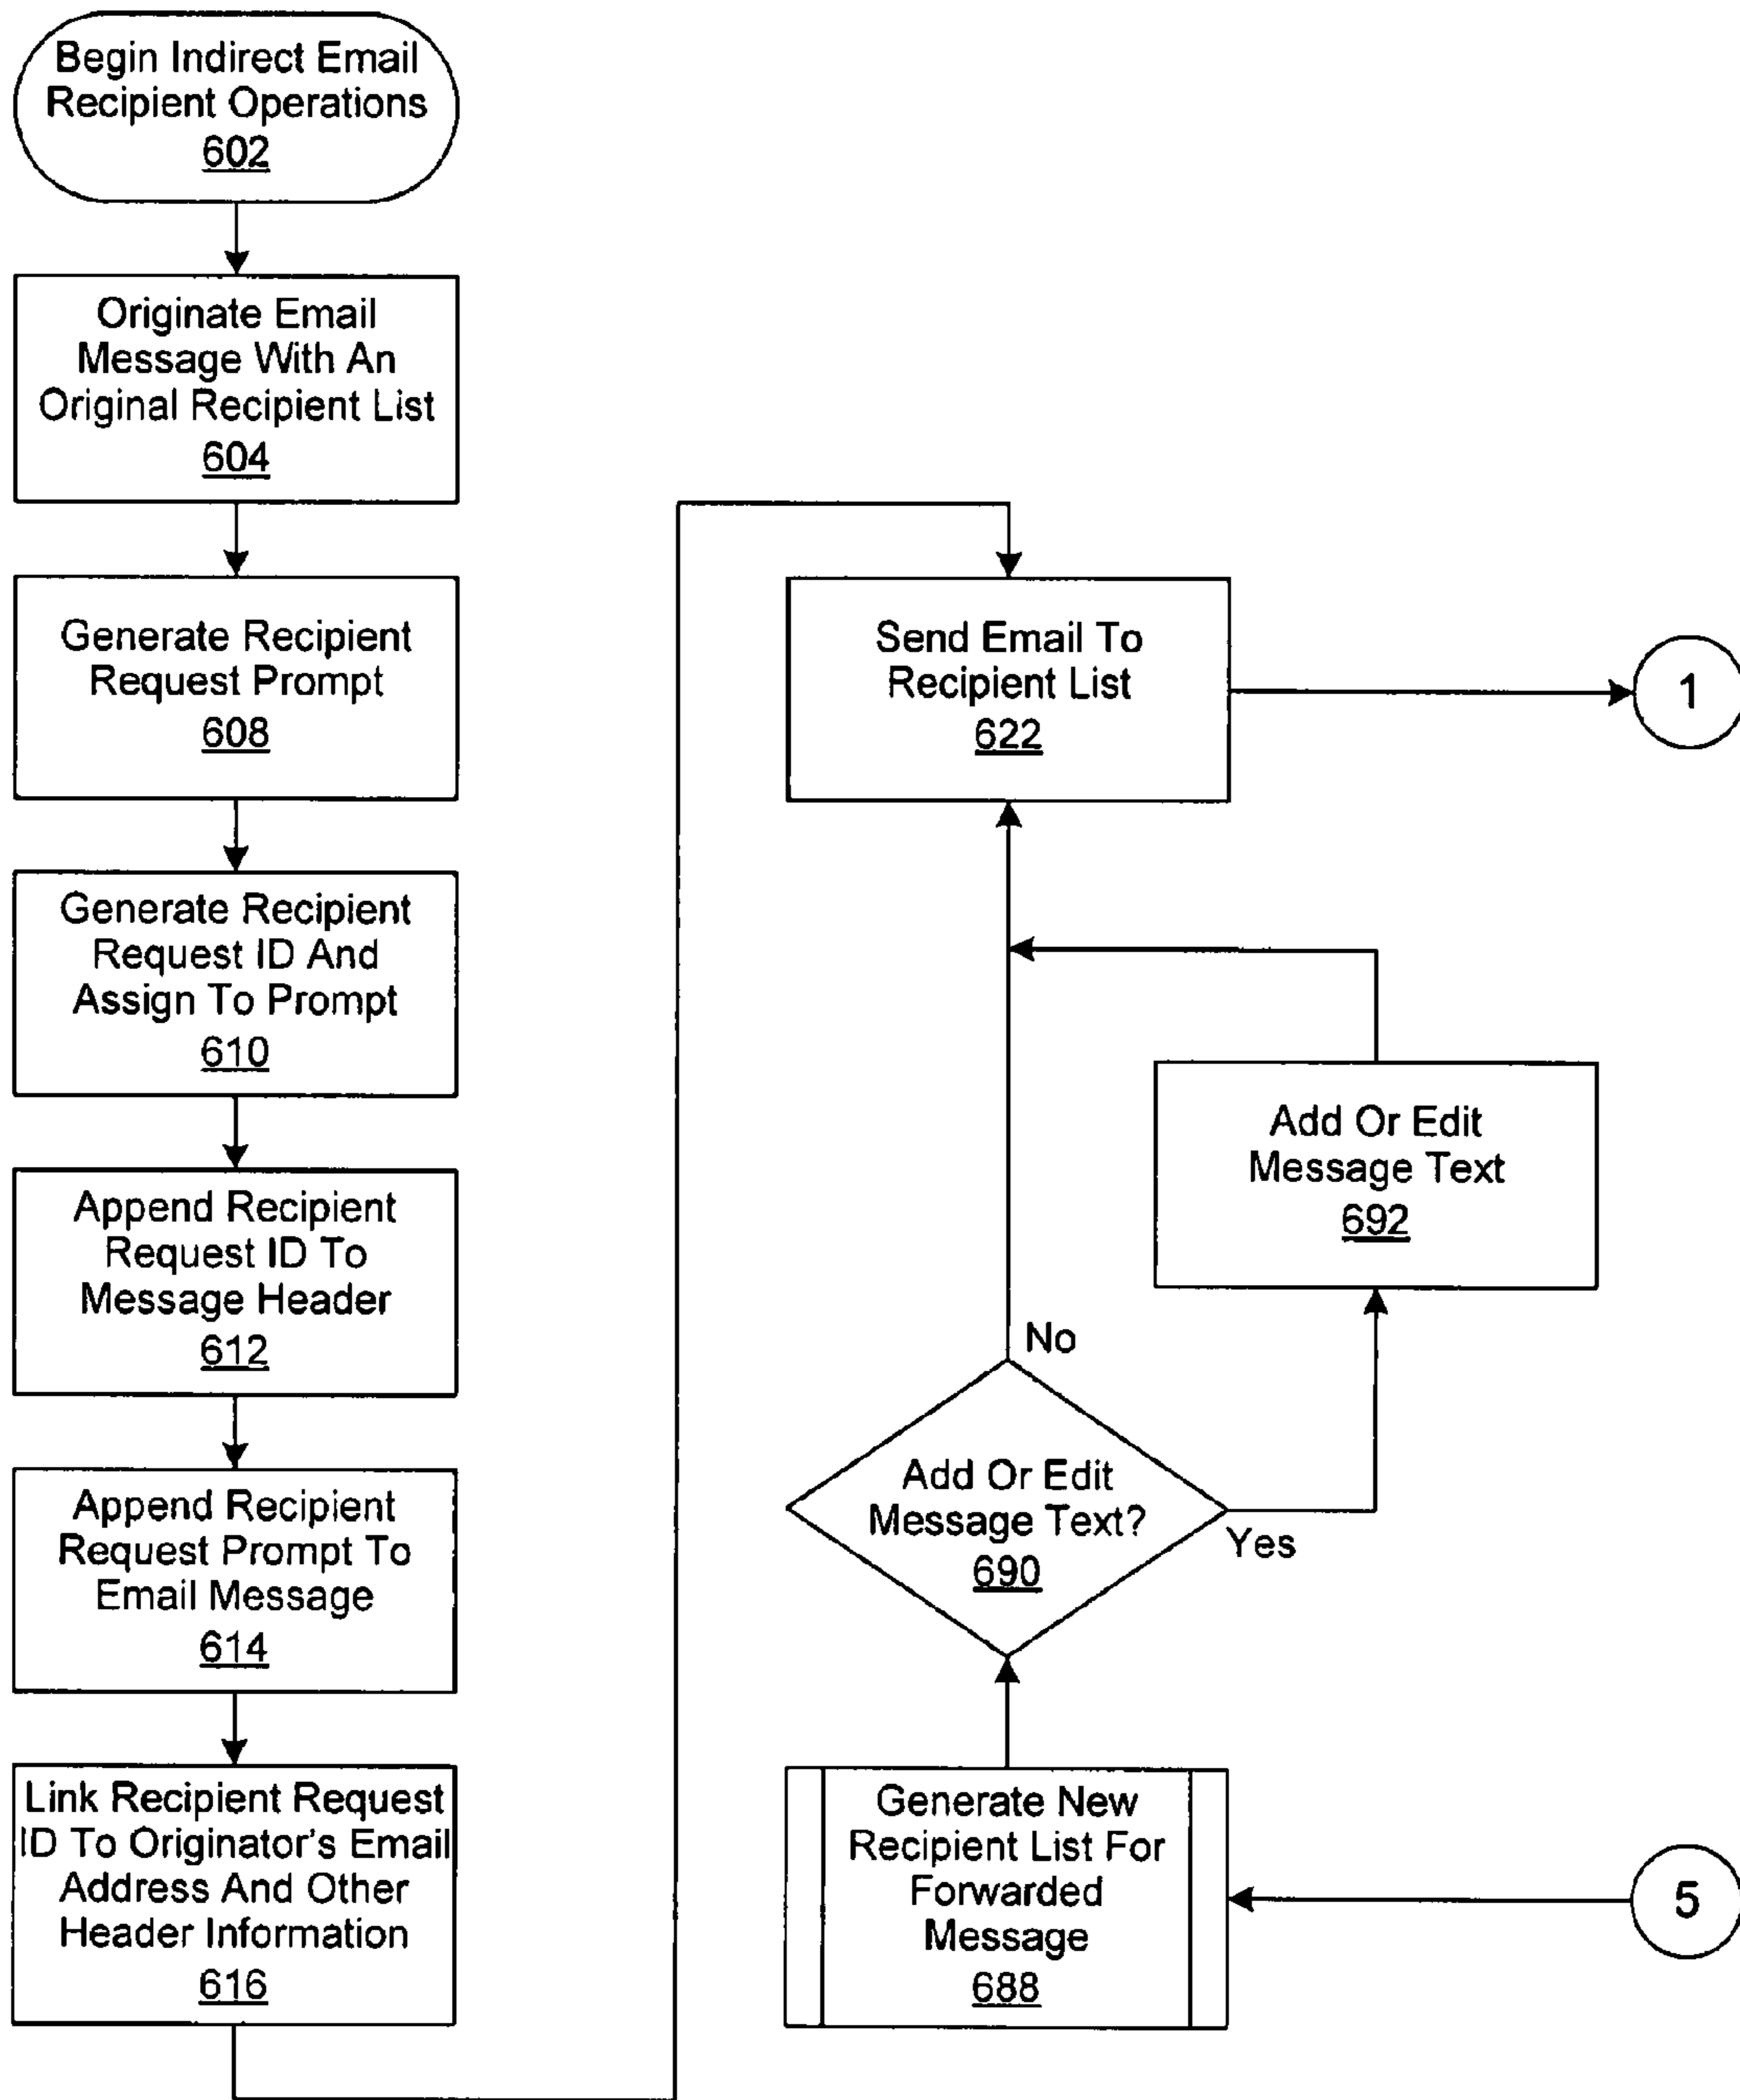 Begin Indirect Email
Recipient Operations
602
Originate Email
Message With An
Original Recipient List
604
Generate Recipient
Request Prompt
608
Generate Recipient
Request ID And
Assign To Prompt
610
Append Recipient
Request ID To
Message Header
612
Append Recipient
Request Prompt To
Email Message
614
Link Recipient Request
ID To Originator's Email
Address And Other
Header Information
616
Send Email To
Recipient List
622
1
Add Or Edit
Message Text
692
No
Add Or Edit
Message Text?
690
Yes
Generate New
Recipient List For
Forwarded
Message
688
5